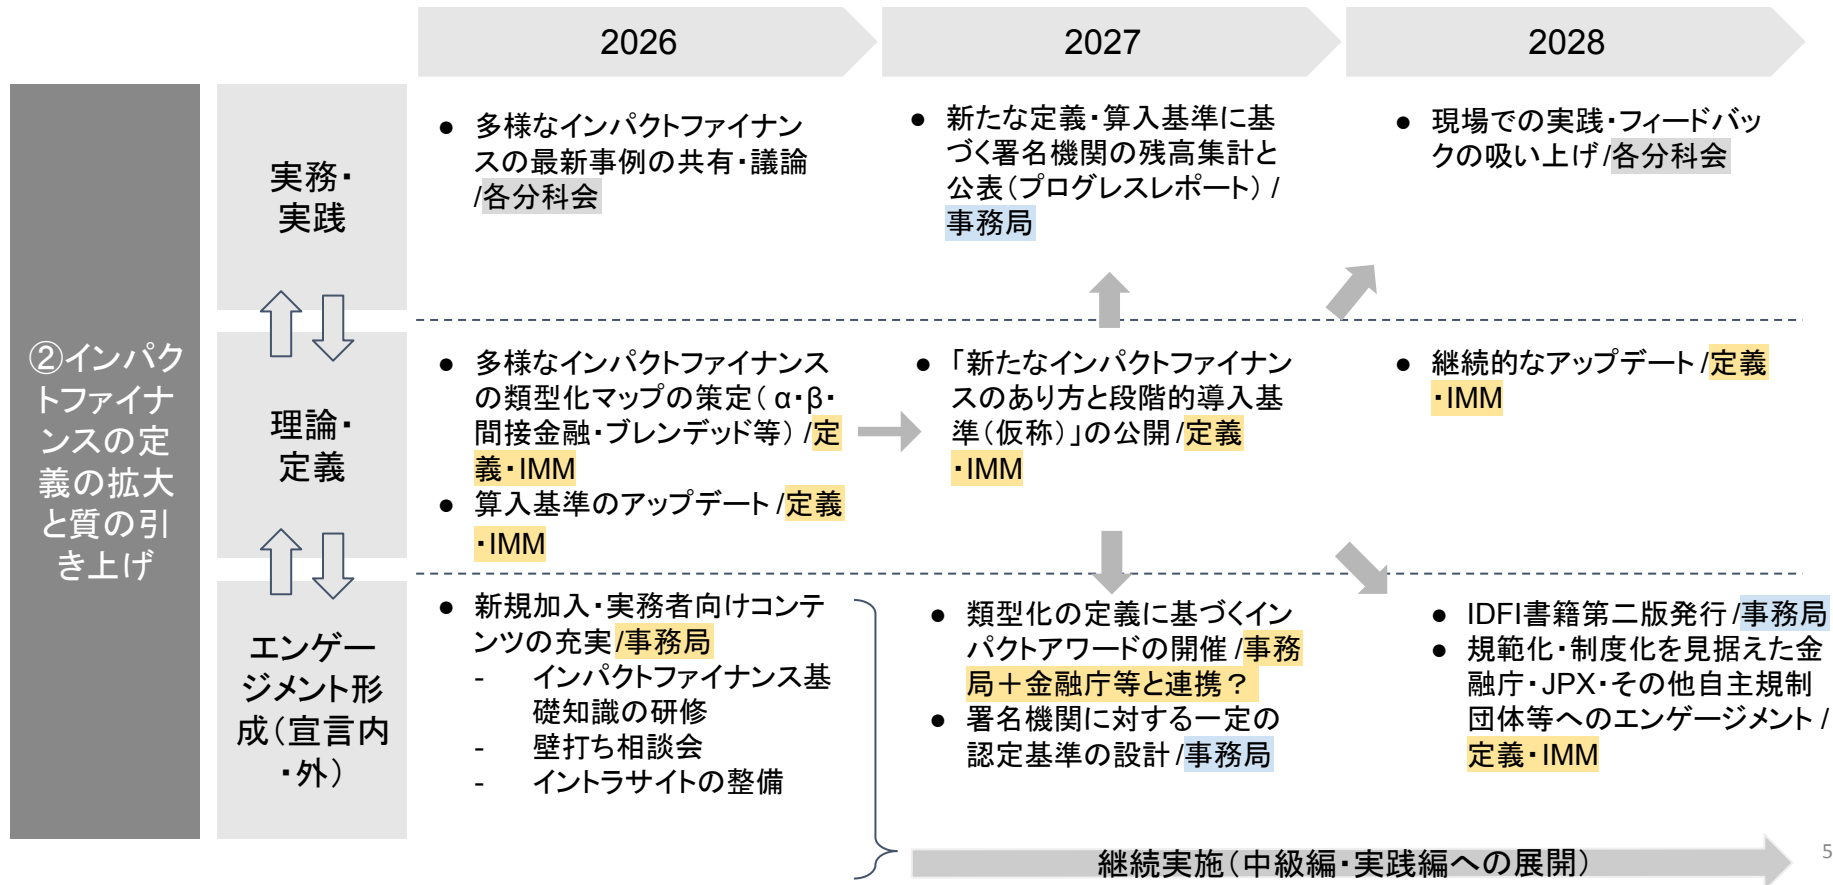 2026
2027
2028
②インパク
トファイナ
ンスの定
義の拡大
と質の引
き上げ
実務・
実践
● 多様なインパクトファイナン
スの最新事例の共有・議論
/各分科会
● 新たな定義・算入基準に基
づく署名機関の残高集計と
公表（プログレスレポート）/
事務局
● 現場での実践・フィードバッ
クの吸い上げ/各分科会
理論・
定義
● 多様なインパクトファイナンス
の類型化マップの策定（α・β・
間接金融・ブレンデッド等）/定
義・IMM
● 算入基準のアップデート/定義
・IMM
● 「新たなインパクトファイナン
スのあり方と段階的導入基
準（仮称）」の公開/定義
・IMM
● 継続的なアップデート/定義
・IMM
エンゲー
ジメント形
成（宣言内
・外）
● 新規加入・実務者向けコンテ
ンツの充実/事務局
- インパクトファイナンス基
礎知識の研修
- 壁打ち相談会
- イントラサイトの整備
● 類型化の定義に基づくイン
パクトアワードの開催/事務
局＋金融庁等と連携？
● 署名機関に対する一定の
認定基準の設計/事務局
● IDFI書籍第二版発行/事務局
● 規範化・制度化を見据えた金
融庁・JPX・その他自主規制
団体等へのエンゲージメント/
定義・IMM
継続実施（中級編・実践編への展開）
5